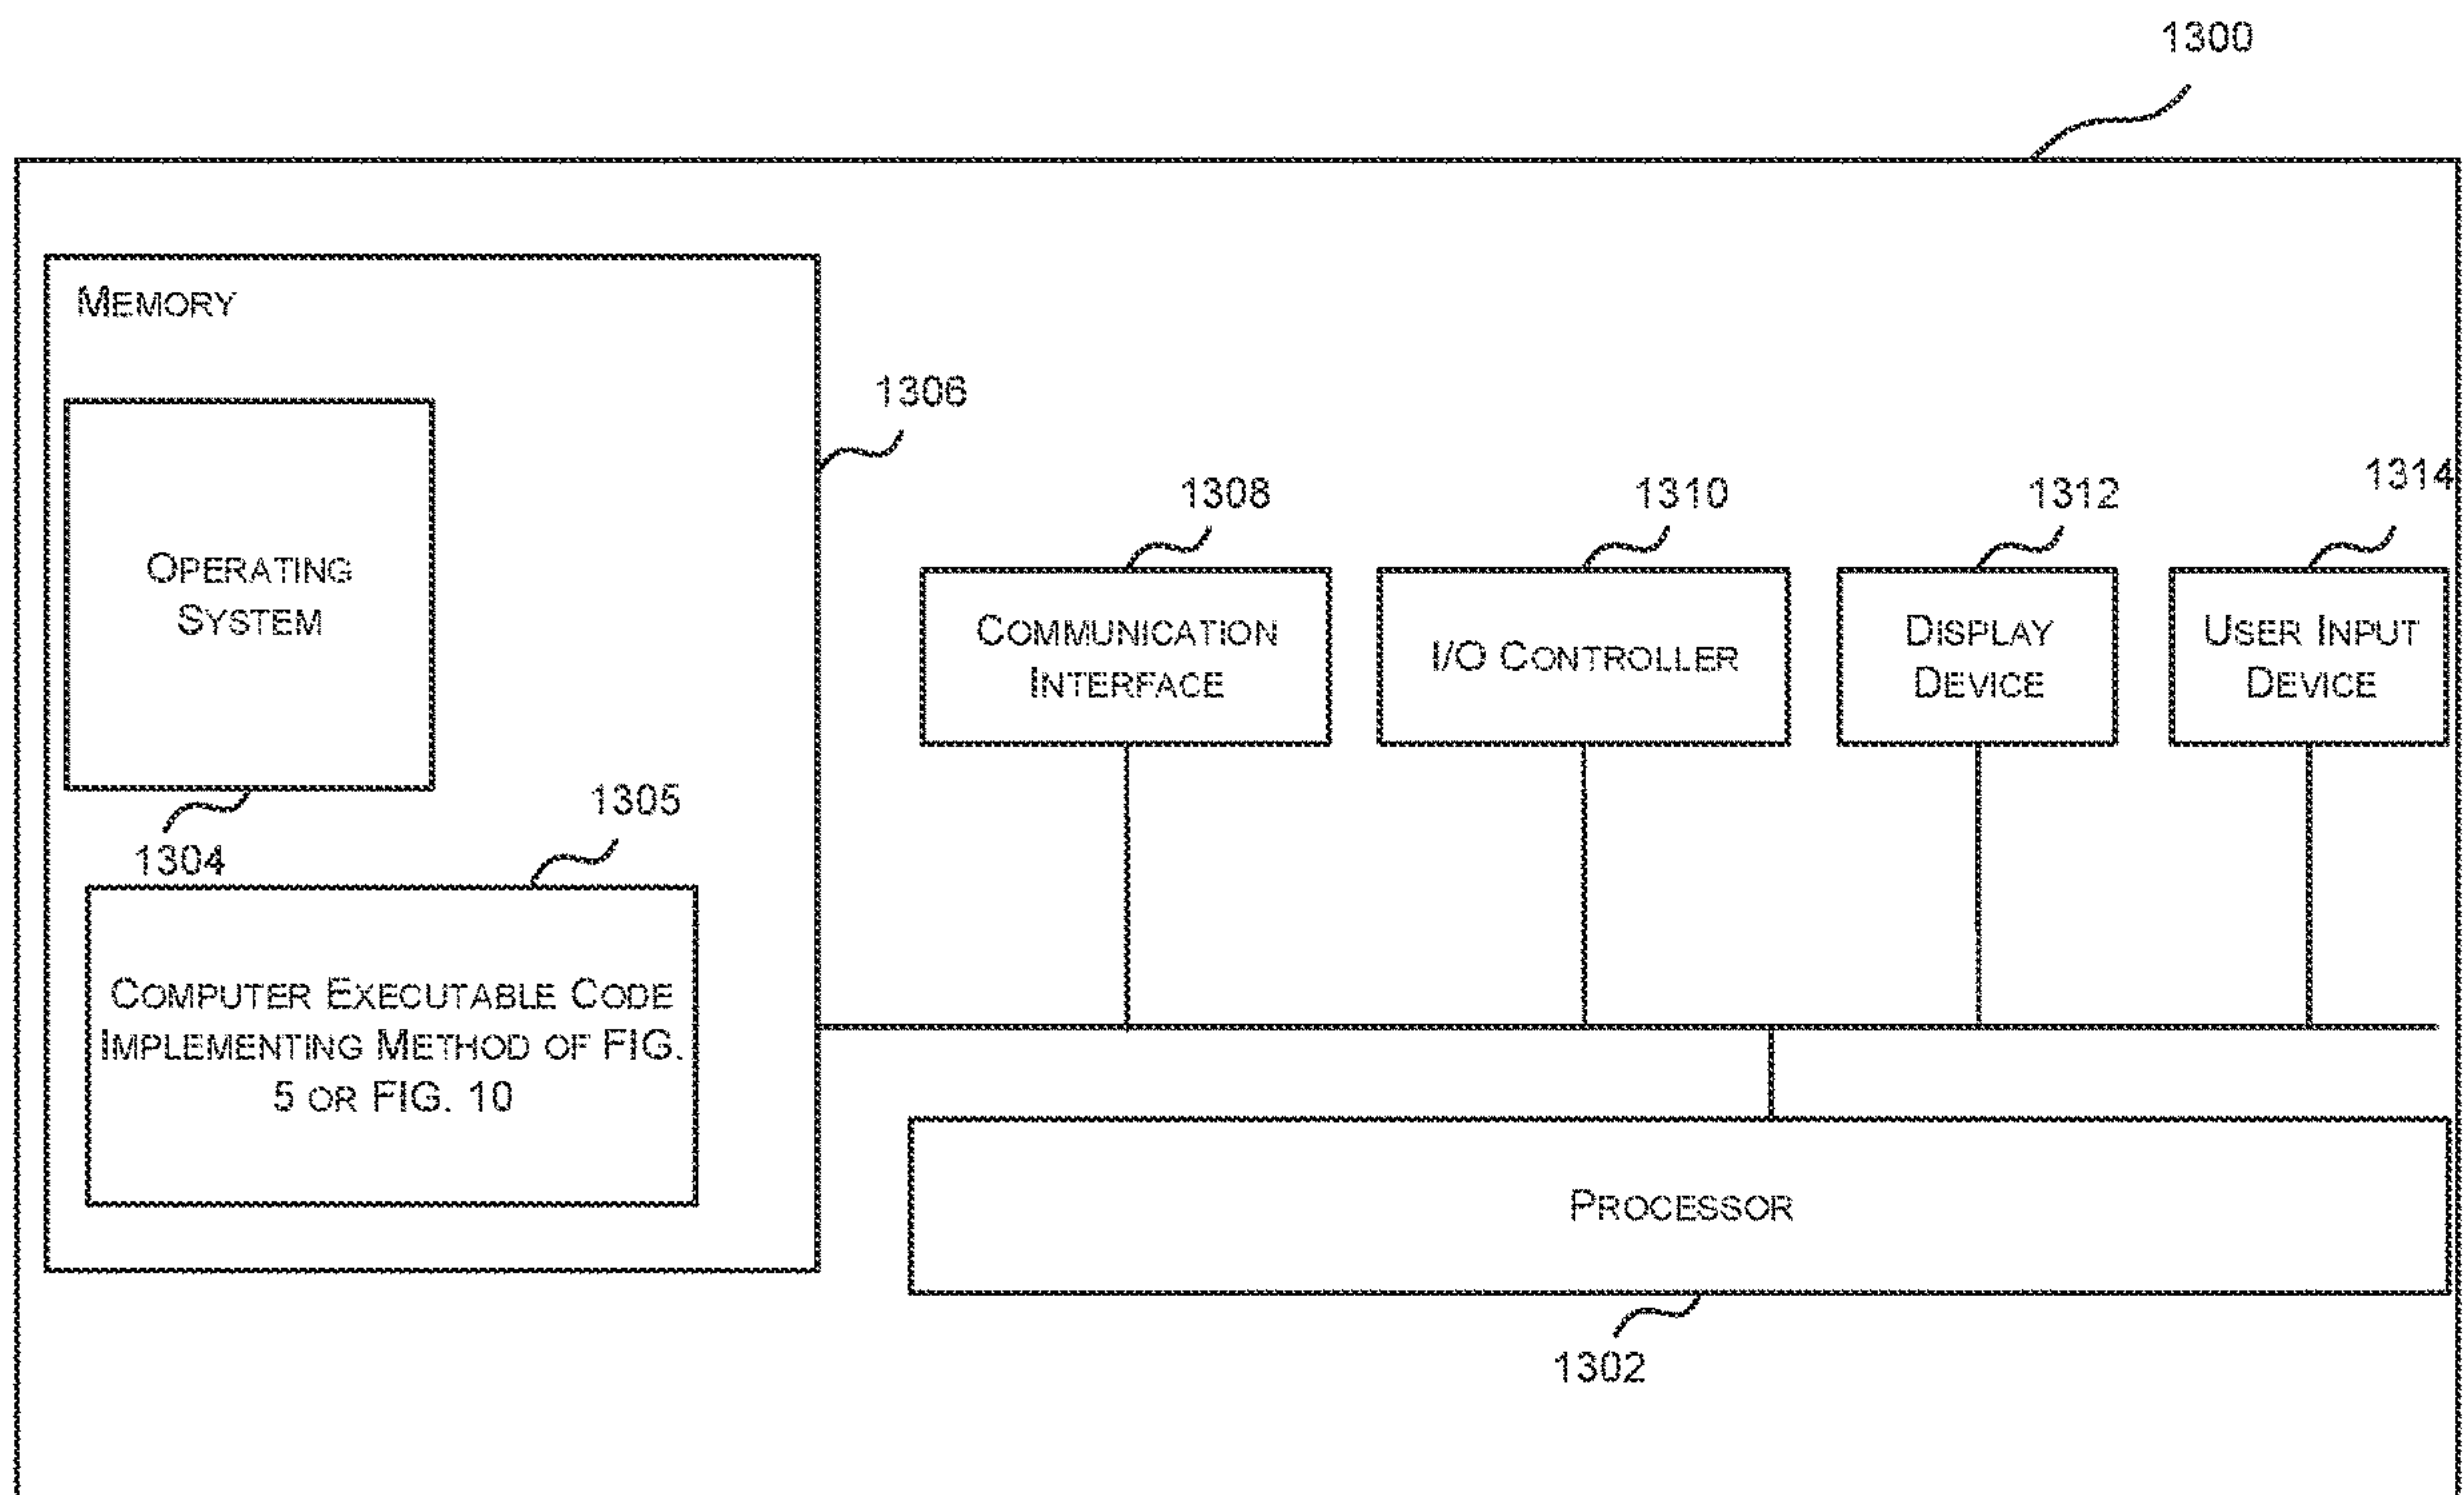 1300
MEMORY
1306
OPERATING
SYSTEM
1304
1305
COMPUTER EXECUTABLE CODE
IMPLEMENTING METHOD OF FIG.
5 OR FIG. 10
1308
COMMUNICATION
INTERFACE
1310
I/O CONTROLLER
1312
DISPLAY
DEVICE
1314
USER INPUT
DEVICE
PROCESSOR
1302